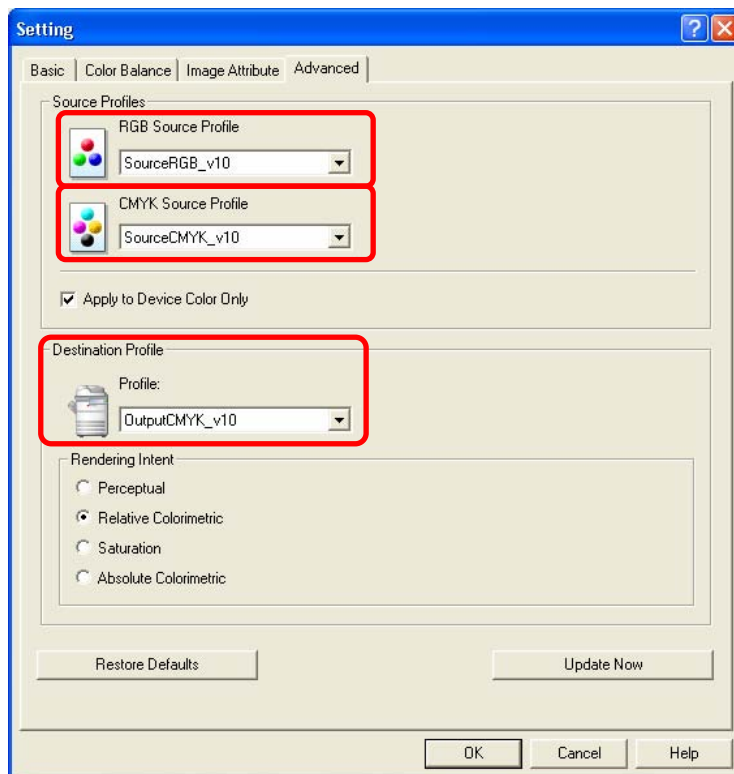 Setting
Basic Color Balance Image Attribute Advanced
Source Profiles
RGB Source Profile
SourceRGB_v10
CMYK Source Profile
SourceCMYK_v10
Apply to Device Color Only
Destination Profile
Profile:
OutputCMYK_v10
Rendering Intent
Perceptual
Relative Colorimetric
Saturation
Absolute Colorimetric
Restore Defaults Update Now
OK Cancel Help